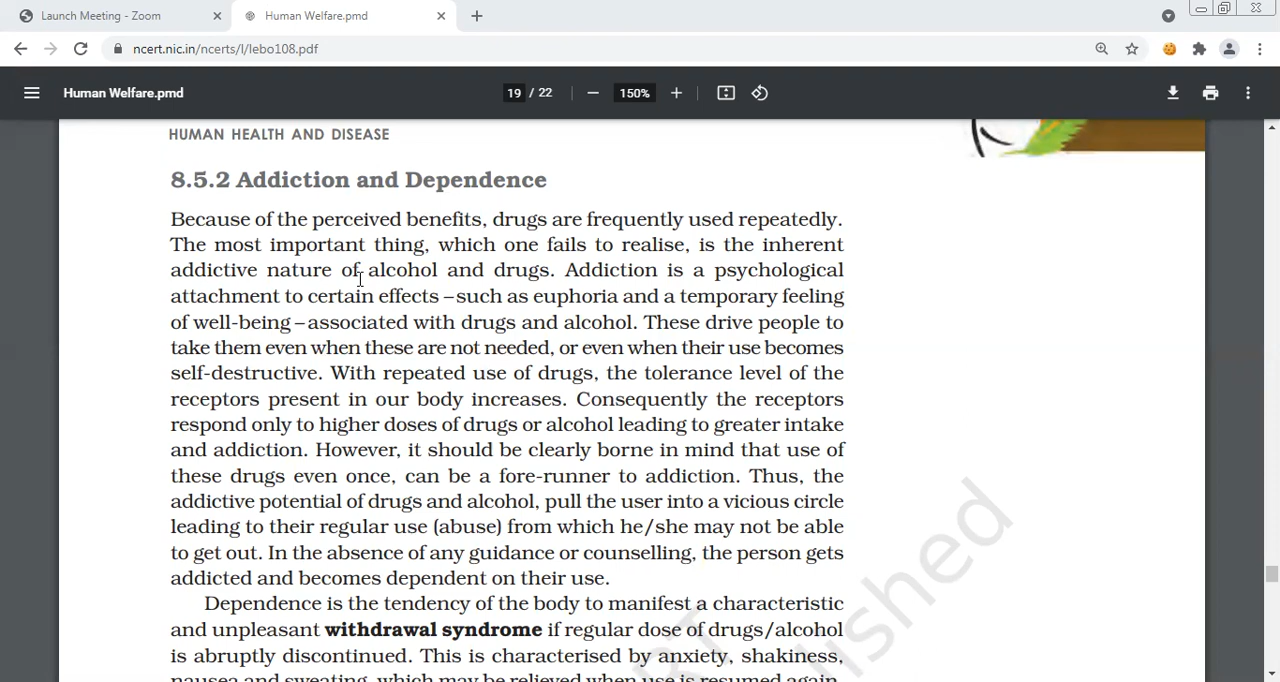 Launch Meeting - Zoom
Human Welfare.pmd
ncert.nic.in/ncerts/l/lebo108.pdf
Human Welfare.pmd
19 / 22
150%
HUMAN HEALTH AND DISEASE
8.5.2 Addiction and Dependence
Because of the perceived benefits, drugs are frequently used repeatedly.
The most important thing, which one fails to realise, is the inherent
addictive nature of alcohol and drugs. Addiction is a psychological
attachment to certain effects –such as euphoria and a temporary feeling
of well-being –associated with drugs and alcohol. These drive people to
take them even when these are not needed, or even when their use becomes
self-destructive. With repeated use of drugs, the tolerance level of the
receptors present in our body increases. Consequently the receptors
respond only to higher doses of drugs or alcohol leading to greater intake
and addiction. However, it should be clearly borne in mind that use of
these drugs even once, can be a fore-runner to addiction. Thus, the
addictive potential of drugs and alcohol, pull the user into a vicious circle
leading to their regular use (abuse) from which he/she may not be able
to get out. In the absence of any guidance or counselling, the person gets
addicted and becomes dependent on their use.
Dependence is the tendency of the body to manifest a characteristic
and unpleasant withdrawal syndrome if regular dose of drugs/alcohol
is abruptly discontinued. This is characterised by anxiety, shakiness,
nausea and sweating, which may be relieved when use is resumed again.